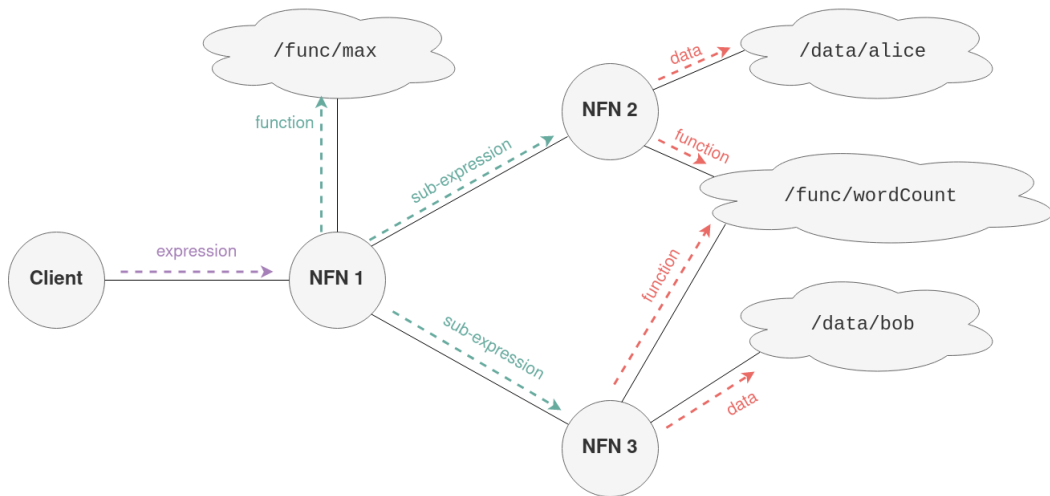 /func/max
/data/alice
data
NFN 2
function
function
sub-expression
/func/wordCount
expression
Client
NFN 1
function
/data/bob
sub-expression
data
NFN 3